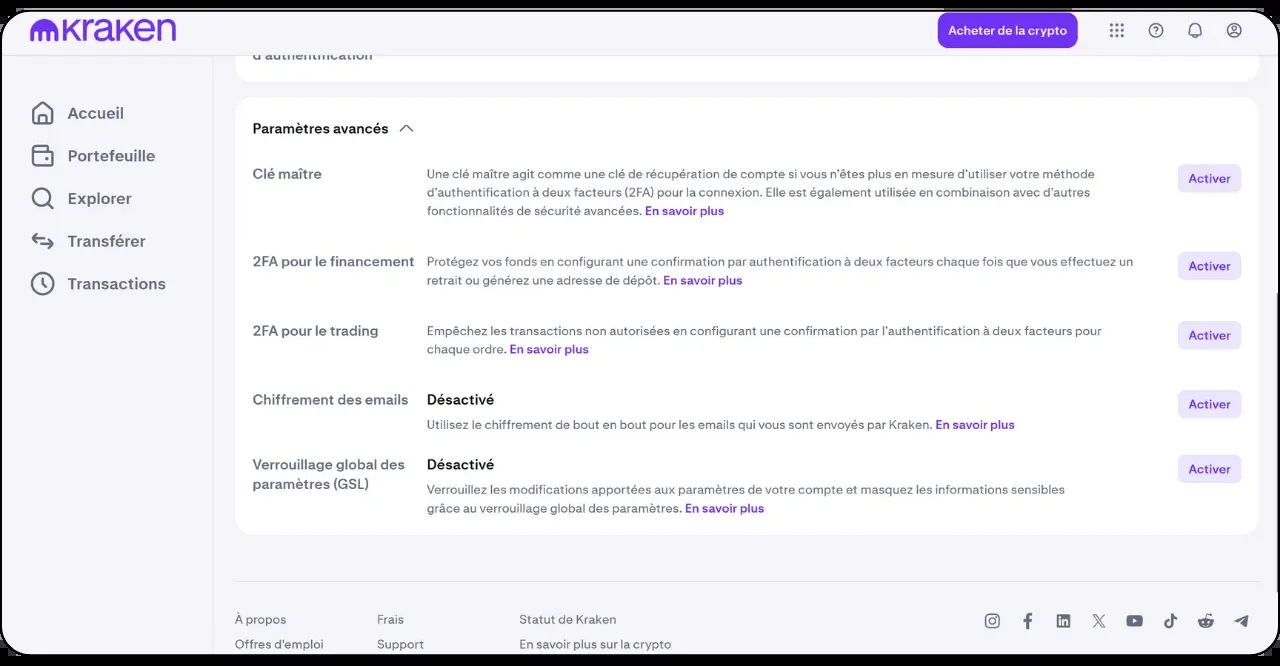 kraken
Acheter de la crypto
d'authentification
Accueil
Portefeuille
Explorer
Transférer
Transactions
Paramètres avancés
Clé maître
Une clé maître agit comme une clé de récupération de compte si vous n'êtes plus en mesure d'utiliser votre méthode
d'authentification à deux facteurs (2FA) pour la connexion. Elle est également utilisée en combinaison avec d'autres
fonctionnalités de sécurité avancées. En savoir plus
Activer
2FA pour le financement
Protégez vos fonds en configurant une confirmation par authentification à deux facteurs chaque fois que vous effectuez un
retrait ou générez une adresse de dépôt. En savoir plus
Activer
2FA pour le trading
Empêchez les transactions non autorisées en configurant une confirmation par l'authentification à deux facteurs pour
chaque ordre. En savoir plus
Activer
Chiffrement des emails
Désactivé
Utilisez le chiffrement de bout en bout pour les emails qui vous sont envoyés par Kraken. En savoir plus
Activer
Verrouillage global des
paramètres (GSL)
Désactivé
Verrouillez les modifications apportées aux paramètres de votre compte et masquez les informations sensibles
grâce au verrouillage global des paramètres. En savoir plus
Activer
À propos
Frais
Statut de Kraken
Offres d'emploi
Support
En savoir plus sur la crypto